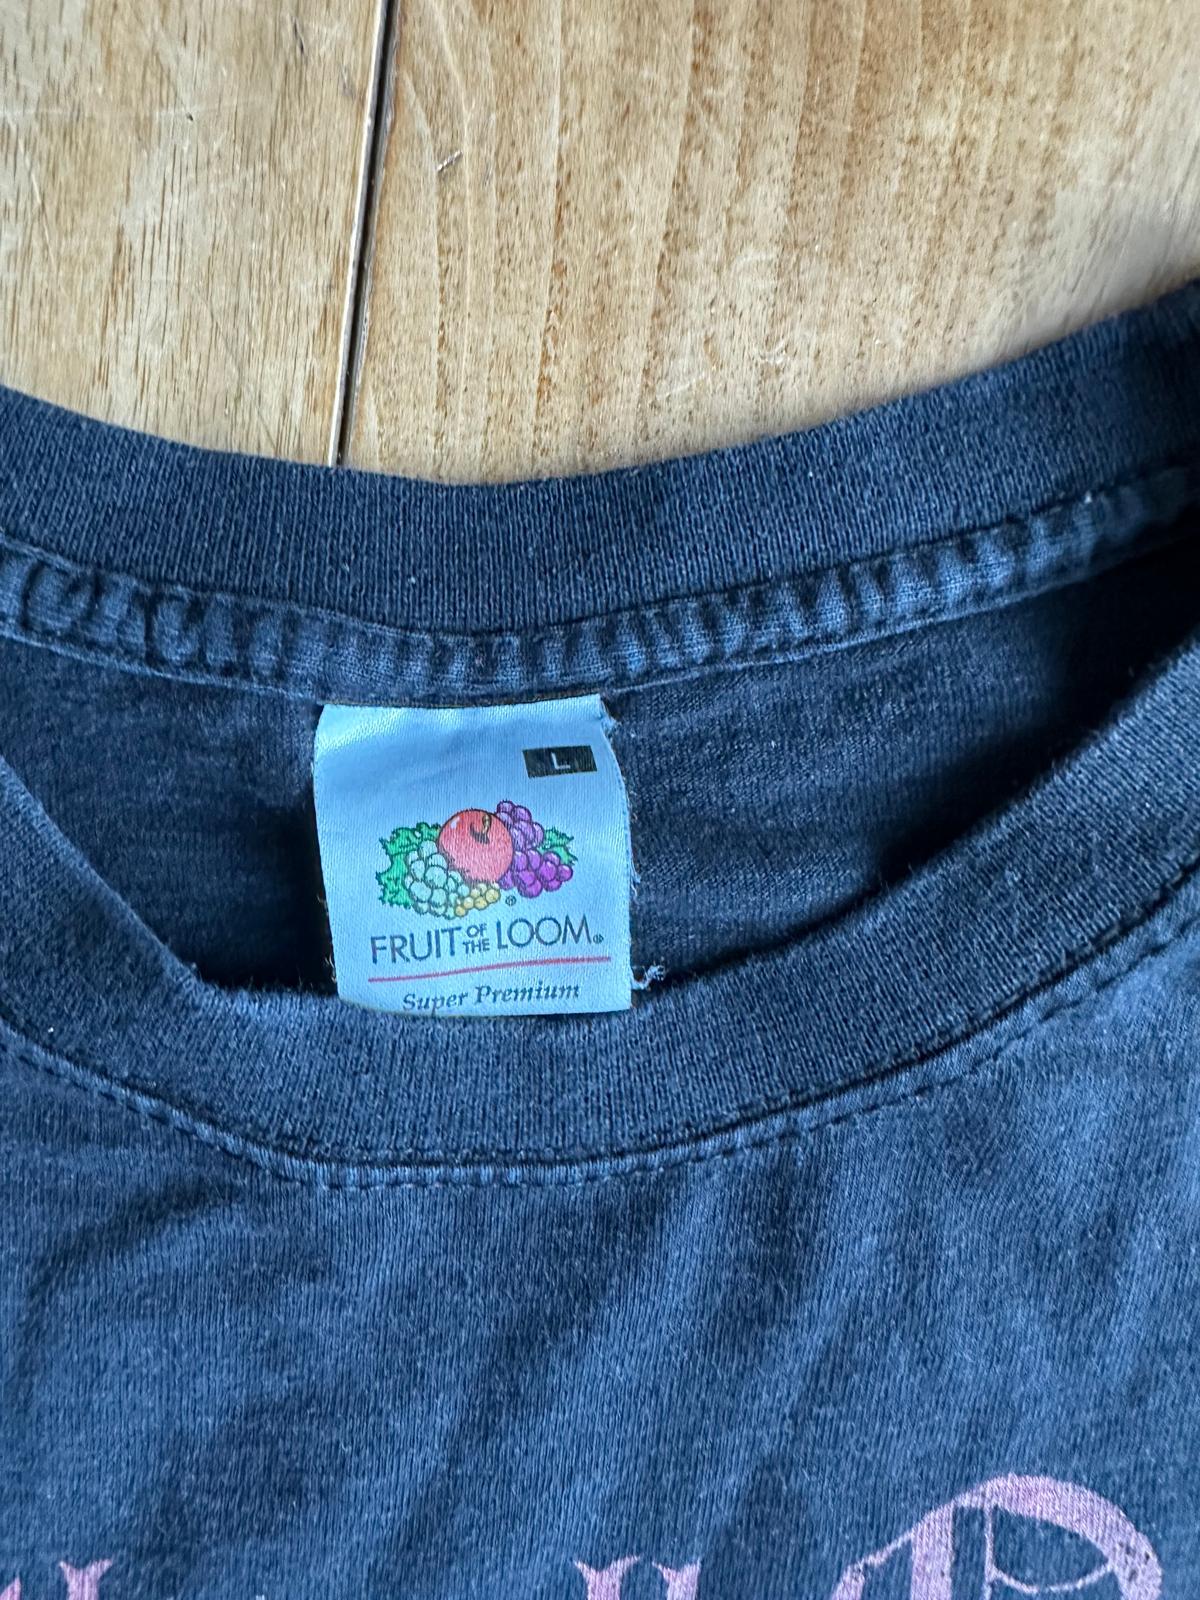 L
®
FRUIT OF THE LOOM®
Super Premium